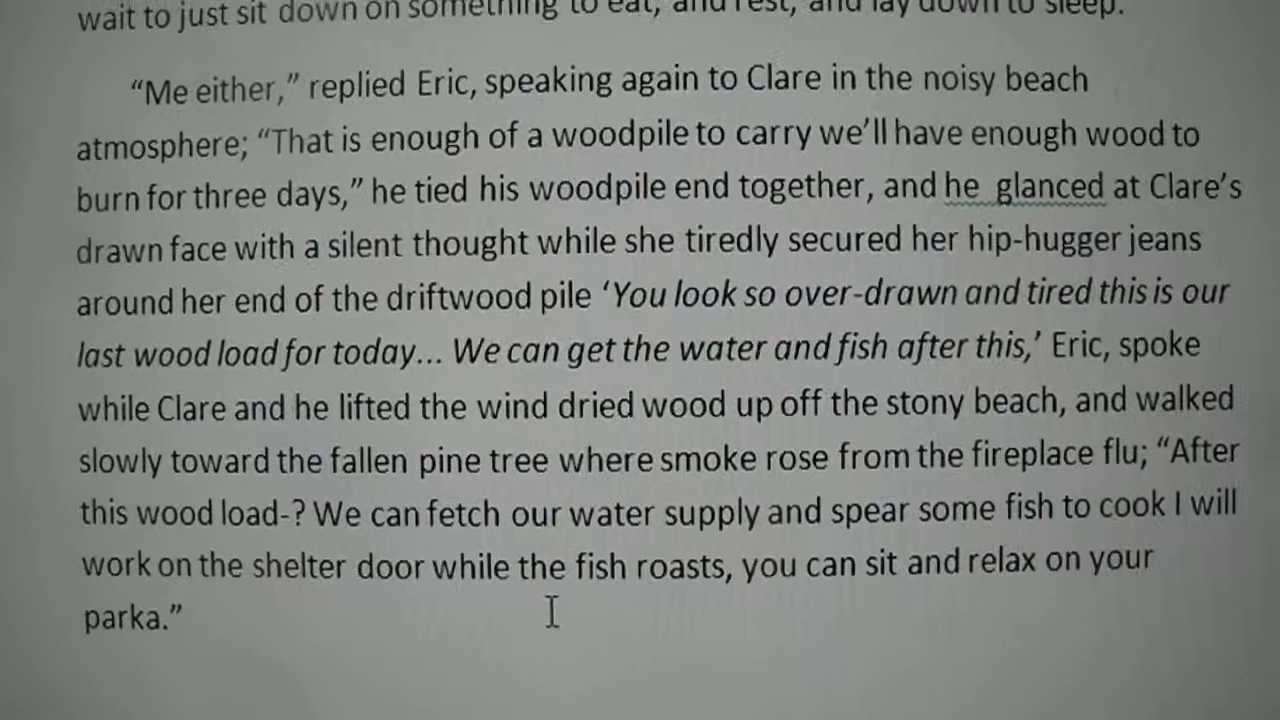 wait to just sit down on something to eat, and rest, and lay down to sleep.
“Me either,” replied Eric, speaking again to Clare in the noisy beach
atmosphere; “That is enough of a woodpile to carry we’ll have enough wood to
burn for three days,” he tied his woodpile end together, and he  glanced at Clare’s
drawn face with a silent thought while she tiredly secured her hip-hugger jeans
around her end of the driftwood pile ‘You look so over-drawn and tired this is our
last wood load for today... We can get the water and fish after this,’ Eric, spoke
while Clare and he lifted the wind dried wood up off the stony beach, and walked
slowly toward the fallen pine tree where smoke rose from the fireplace flu; “After
this wood load-? We can fetch our water supply and spear some fish to cook I will
work on the shelter door while the fish roasts, you can sit and relax on your
parka.”